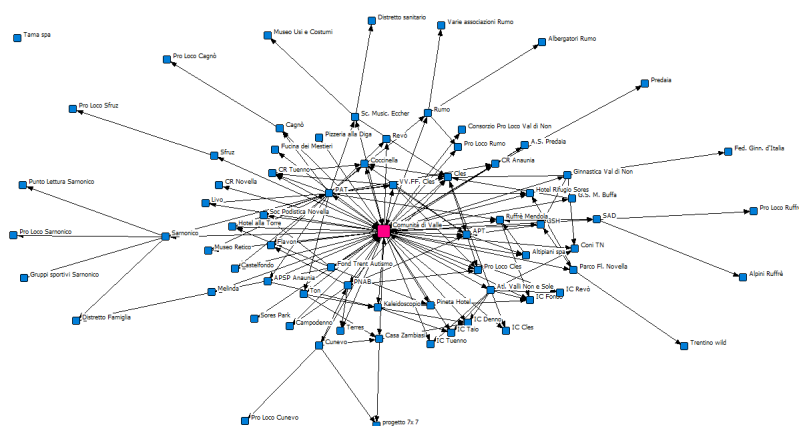 Distretto sanitario
Varie associazioni Rumo
Museo Usi e Costumi
Tama spa
Albergatori Rumo
Pro Loco Cagnò
Predaia
Pro Loco Sfruz
Sc. Music. Eccher
Rumo
Cagnò
Consorzio Pro Loco Val di Non
Pizzeria alla Diga
Revò
Fucina dei Mestieri
Pro Loco Rumo
A.S. Predaia
Fed. Ginn. d'Italia
Sfruz
Coccinella
CR Anaunia
CR Tuenno
Cles
Ginnastica Val di Non
Punto Lettura Sarnonico
CR Novella
VV.FF. Cles
PAT
Hotel Rifugio Sores
G.S. M. Buffa
Livo
Soc Podistica Novella
Pro Loco Ruffrè
Ruffrè Mendola
SAD
Hotel alla Torre
Comunità di Valle
GSH
Pro Loco Sarnonico
Sarnonico
APT
Flavon
Museo Retico
Altipiani spa
Coni TN
Castelfondo
Fond Trent Autismo
Pro Loco Cles
Parco Fl. Novella
Gruppi sportivi Sarnonico
APSP Anaunia
PNAB
Alpini Ruffrè
Melinda
Ton
Asl. Valli Non e Sole
IC Revò
IC Fondo
Kaleidoscopio
Pineta Hotel
Distretto Famiglia
Sores Park
Campodenno
Terres
IC Denno
IC Taio
IC Cles
Cunevo
Casa Zambiasi
IC Tuenno
Trentino wild
Pro Loco Cunevo
progetto 7x 7